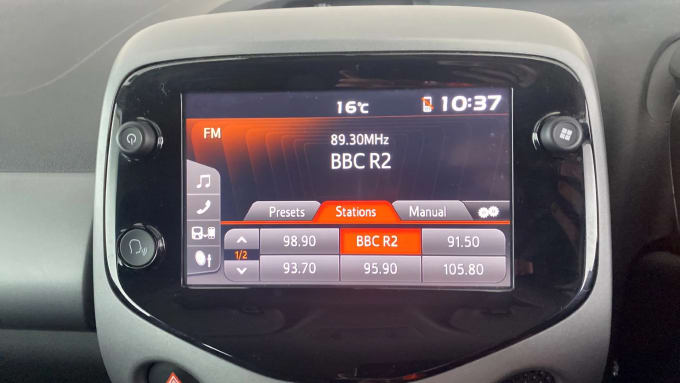 16°C 10:37
FM
89.30MHz
BBC R2
Presets Stations Manual
98.90 BBC R2 91.50
1/2
93.70 95.90 105.80